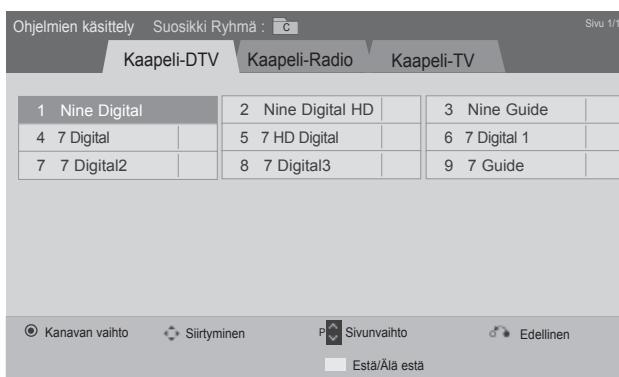 Ohjelmien käsittely Suosikki Ryhmä : C Sivu 1/1
Kaapeli-DTV Kaapeli-Radio Kaapeli-TV
1 Nine Digital 2 Nine Digital HD 3 Nine Guide
4 7 Digital 5 7 HD Digital 6 7 Digital 1
7 7 Digital2 8 7 Digital3 9 7 Guide
Kanavan vaihto Siirtyminen P Sivunvaihto Edellinen
Estä/Älä estä